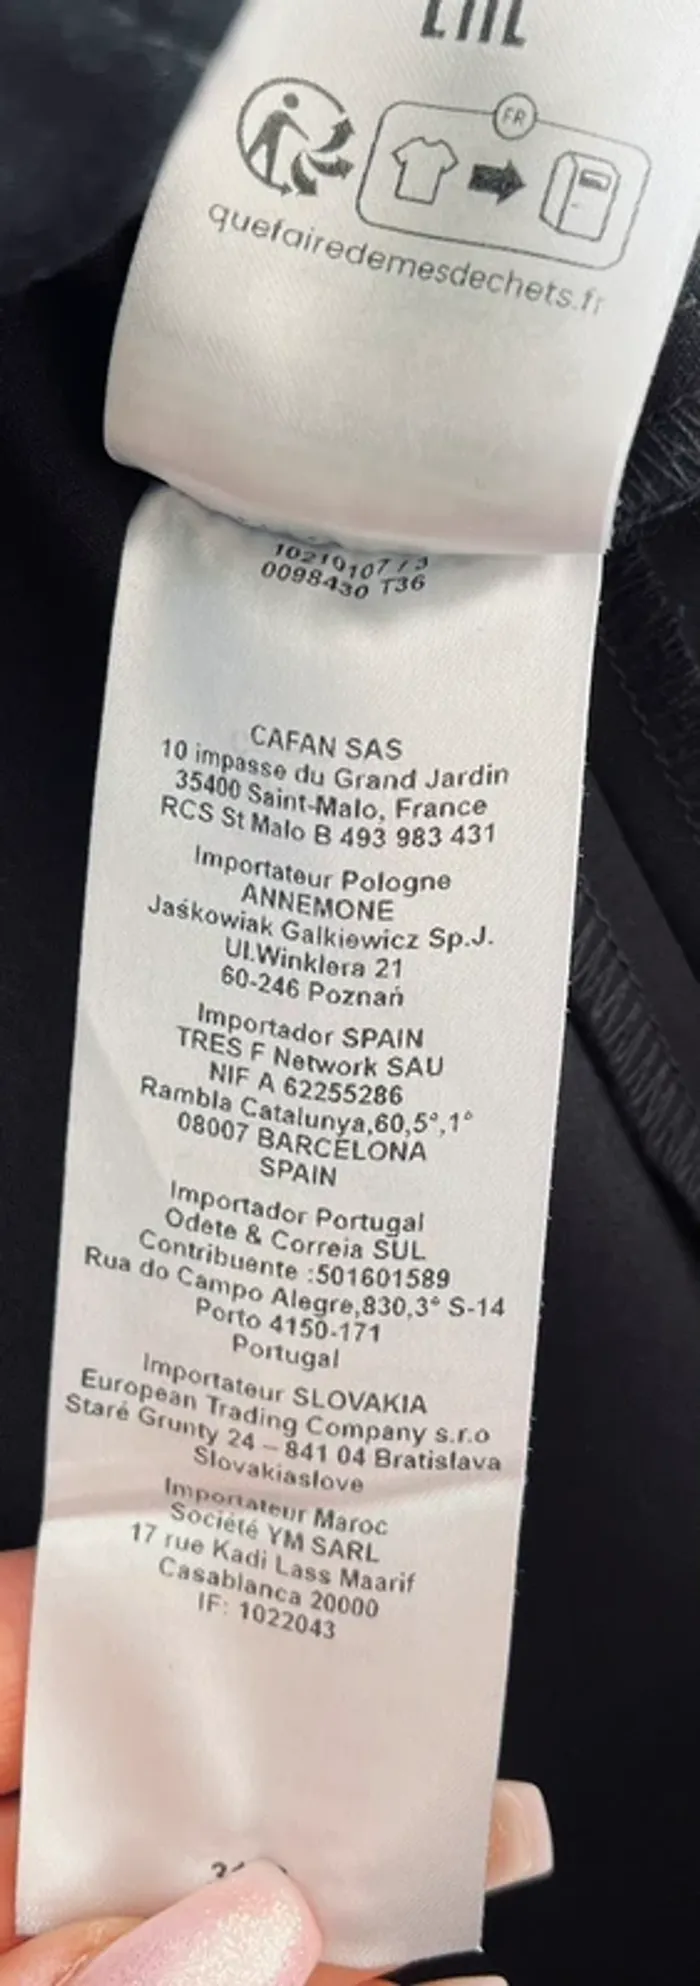 EAC
FR
quefairedemesdechets.fr
0098430 T36
CAFAN SAS
10 impasse du Grand Jardin
35400 Saint-Malo, France
RCS St Malo B 493 983 431
Importateur Pologne
ANNEMONE
Jaśkowiak Galkiewicz Sp.J.
Ul.Winklera 21
60-246 Poznań
Importador SPAIN
TRES F Network SAU
NIF A 62255286
Rambla Catalunya,60,5°,1°
08007 BARCELONA
SPAIN
Importador Portugal
Odete & Correia SUL
Contribuente :501601589
Rua do Campo Alegre,830,3° S-14
Porto 4150-171
Portugal
Importateur SLOVAKIA
European Trading Company s.r.o
Staré Grunty 24 – 841 04 Bratislava
Slovakiaslove
Importateur Maroc
Société YM SARL
17 rue Kadi Lass Maarif
Casablanca 20000
IF: 1022043